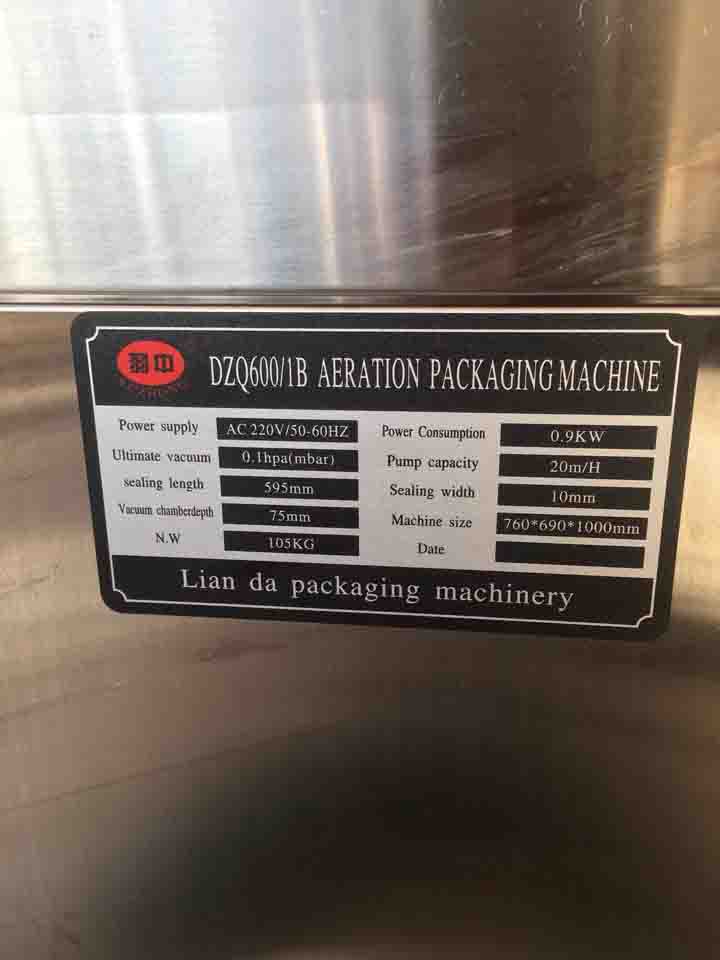 羽中
DZQ600/1B AERATION PACKAGING MACHINE
Power supply AC 220V/50-60HZ Power Consumption 0.9KW
Ultimate vacuum 0.1hpa(mbar) Pump capacity 20m/H
sealing length 595mm Sealing width 10mm
Vacuum chamberdepth 75mm Machine size 760*690*1000mm
N.W 105KG Date
Lian da packaging machinery